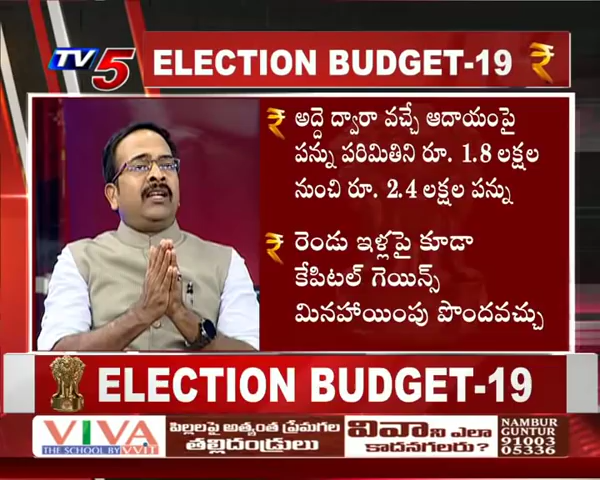 TV5 ELECTION BUDGET-19
అద్దె ద్వారా వచ్చే ఆదాయంపై
పన్ను పరిమితిని రూ. 1.8 లక్షల
నుంచి రూ. 2.4 లక్షల పన్ను
రెండు ఇళ్లపై కూడా
కేపిటల్ గెయిన్స్
మినహాయింపు పొందవచ్చు
ELECTION BUDGET-19
VIVA
THE SCHOOL BY VVIT
పిల్లలపై అత్యంత ప్రేమగల
తల్లిదండ్రులు
వివా ని ఎలా
కాదనగలరు?
NAMBUR
GUNTUR
91003
05336